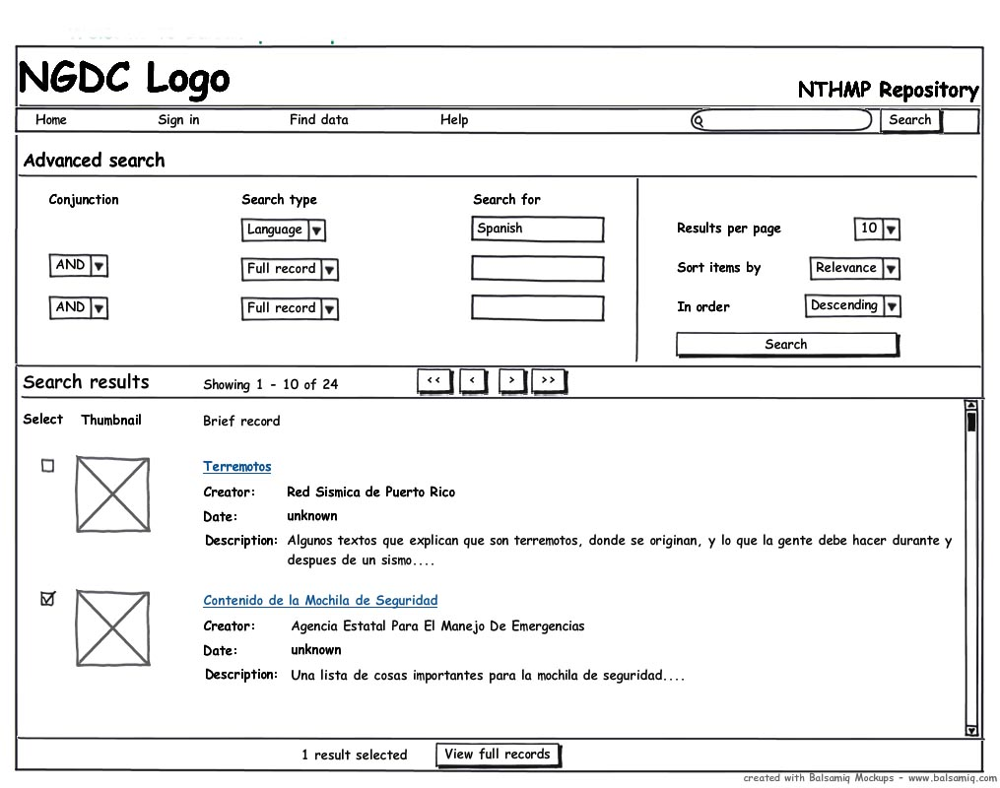 NGDC Logo
NTHMP Repository
Home Sign in Find data Help Search
Advanced search
Conjunction Search type Search for
Language Spanish Results per page 10
AND Full record Sort items by Relevance
AND Full record In order Descending
Search
Search results Showing 1 - 10 of 24 << < > >>
Select Thumbnail Brief record
Terremotos
Creator: Red Sismica de Puerto Rico
Date: unknown
Description: Algunos textos que explican que son terremotos, donde se originan, y lo que la gente debe hacer durante y
despues de un sismo....
Contenido de la Mochila de Seguridad
Creator: Agencia Estatal Para El Manejo De Emergencias
Date: unknown
Description: Una lista de cosas importantes para la mochila de seguridad....
1 result selected View full records
created with Balsamiq Mockups - www.balsamiq.com